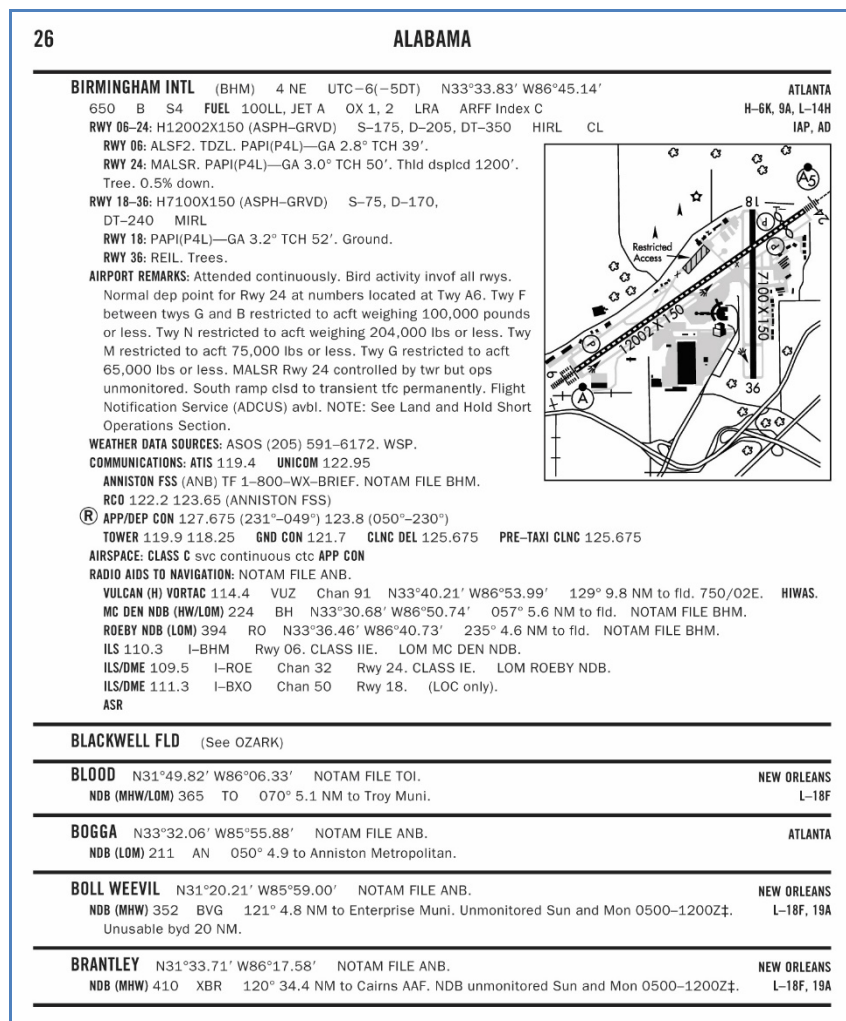 26
ALABAMA
BIRMINGHAM INTL (BHM) 4 NE UTC−6(−5DT) N33°33.83′ W86°45.14′ ATLANTA
650 B S4 FUEL 100LL, JET A OX 1, 2 LRA ARFF Index C H–6K, 9A, L–14H
RWY 06–24: H12002X150 (ASPH–GRVD) S–175, D–205, DT–350 HIRL CL IAP, AD
RWY 06: ALSF2. TDZL. PAPI(P4L)—GA 2.8° TCH 39′.
RWY 24: MALSR. PAPI(P4L)—GA 3.0° TCH 50′. Thld dsplcd 1200′.
Tree. 0.5% down.
RWY 18–36: H7100X150 (ASPH–GRVD) S–75, D–170,
DT–240 MIRL
RWY 18: PAPI(P4L)—GA 3.2° TCH 52′. Ground.
RWY 36: REIL. Trees.
AIRPORT REMARKS: Attended continuously. Bird activity invof all rwys.
Normal dep point for Rwy 24 at numbers located at Twy A6. Twy F
between twys G and B restricted to acft weighing 100,000 pounds
or less. Twy N restricted to acft weighing 204,000 lbs or less. Twy
M restricted to acft 75,000 lbs or less. Twy G restricted to acft
65,000 lbs or less. MALSR Rwy 24 controlled by twr but ops
unmonitored. South ramp clsd to transient tfc permanently. Flight
Notification Service (ADCUS) avbl. NOTE: See Land and Hold Short
Operations Section.
WEATHER DATA SOURCES: ASOS (205) 591–6172. WSP.
COMMUNICATIONS: ATIS 119.4 UNICOM 122.95
ANNISTON FSS (ANB) TF 1–800–WX–BRIEF. NOTAM FILE BHM.
RCO 122.2 123.65 (ANNISTON FSS)
Ⓡ APP/DEP CON 127.675 (231°–049°) 123.8 (050°–230°)
TOWER 119.9 118.25 GND CON 121.7 CLNC DEL 125.675 PRE–TAXI CLNC 125.675
AIRSPACE: CLASS C svc continuous ctc APP CON
RADIO AIDS TO NAVIGATION: NOTAM FILE ANB.
VULCAN (H) VORTAC 114.4 VUZ Chan 91 N33°40.21′ W86°53.99′ 129° 9.8 NM to fld. 750/02E. HIWAS.
MC DEN NDB (HW/LOM) 224 BH N33°30.68′ W86°50.74′ 057° 5.6 NM to fld. NOTAM FILE BHM.
ROEBY NDB (LOM) 394 RO N33°36.46′ W86°40.73′ 235° 4.6 NM to fld. NOTAM FILE BHM.
ILS 110.3 I–BHM Rwy 06. CLASS IIE. LOM MC DEN NDB.
ILS/DME 109.5 I–ROE Chan 32 Rwy 24. CLASS IE. LOM ROEBY NDB.
ILS/DME 111.3 I–BXO Chan 50 Rwy 18. (LOC only).
ASR
A5
18
24
P
P
Restricted
Access
7100 X 150
12002 X 150
P
6
36
A
BLACKWELL FLD (See OZARK)
BLOOD N31°49.82′ W86°06.33′ NOTAM FILE TOI. NEW ORLEANS
NDB (MHW/LOM) 365 TO 070° 5.1 NM to Troy Muni. L–18F
BOGGA N33°32.06′ W85°55.88′ NOTAM FILE ANB. ATLANTA
NDB (LOM) 211 AN 050° 4.9 to Anniston Metropolitan.
BOLL WEEVIL N31°20.21′ W85°59.00′ NOTAM FILE ANB. NEW ORLEANS
NDB (MHW) 352 BVG 121° 4.8 NM to Enterprise Muni. Unmonitored Sun and Mon 0500–1200Z‡. L–18F, 19A
Unusable byd 20 NM.
BRANTLEY N31°33.71′ W86°17.58′ NOTAM FILE ANB. NEW ORLEANS
NDB (MHW) 410 XBR 120° 34.4 NM to Cairns AAF. NDB unmonitored Sun and Mon 0500–1200Z‡. L–18F, 19A